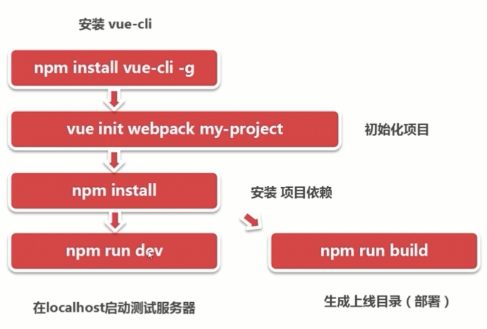 安装 vue-cli
npm install vue-cli -g
vue init webpack my-project
初始化项目
npm install
安装 项目依赖
npm run dev
npm run build
在localhost启动测试服务器
生成上线目录（部署）